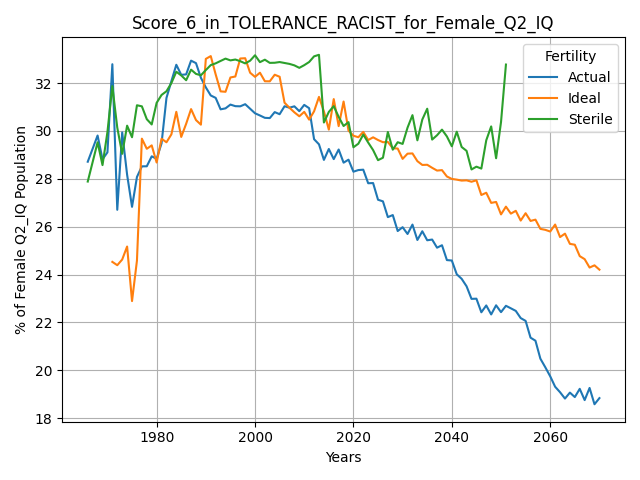 Score_6_in_TOLERANCE_RACIST_for_Female_Q2_IQ
% of Female Q2_IQ Population
32
30
28
26
24
22
20
18
1980
2000
2020
2040
2060
Years
Fertility
Actual
Ideal
Sterile